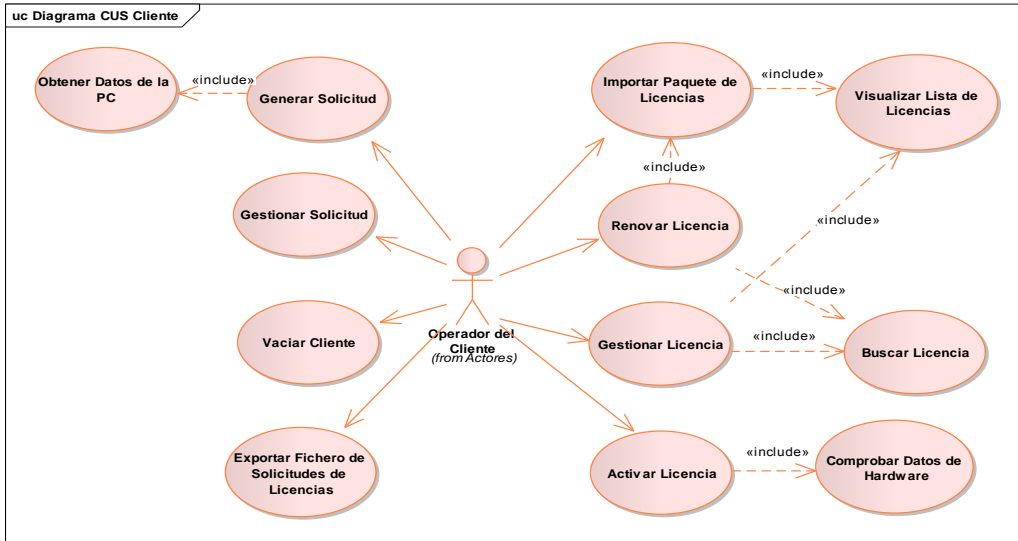 uc Diagrama CUS Cliente
Obtener Datos de la
PC
«include»
Generar Solicitud
Importar Paquete de
Licencias
«include»
Visualizar Lista de
Licencias
«include»
Gestionar Solicitud
Renovar Licencia
«include»
«include»
Operador del
Cliente
(from Actores)
Vaciar Cliente
Gestionar Licencia
«include»
Buscar Licencia
Exportar Fichero de
Solicitudes de
Licencias
Activar Licencia
«include»
Comprobar Datos de
Hardware